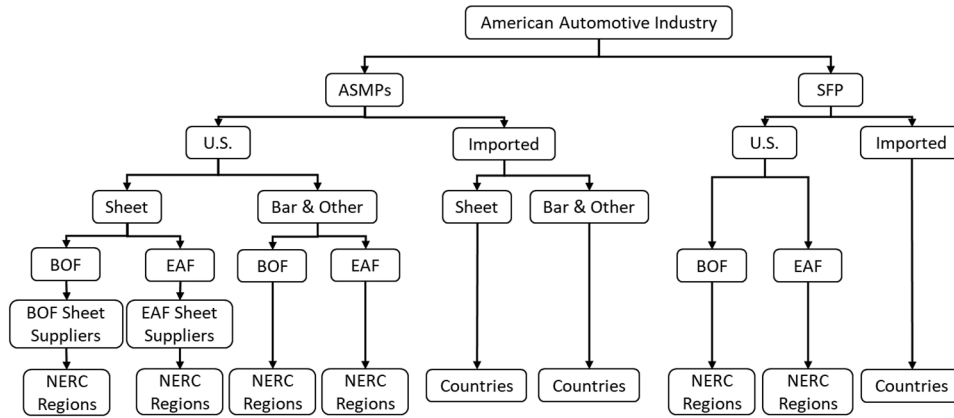 American Automotive Industry
ASMPs
SFP
U.S.
Imported
U.S.
Imported
Sheet
Bar & Other
Sheet
Bar & Other
BOF
EAF
BOF
EAF
BOF
EAF
BOF Sheet
Suppliers
EAF Sheet
Suppliers
NERC
Regions
NERC
Regions
NERC
Regions
NERC
Regions
Countries
Countries
NERC
Regions
NERC
Regions
Countries